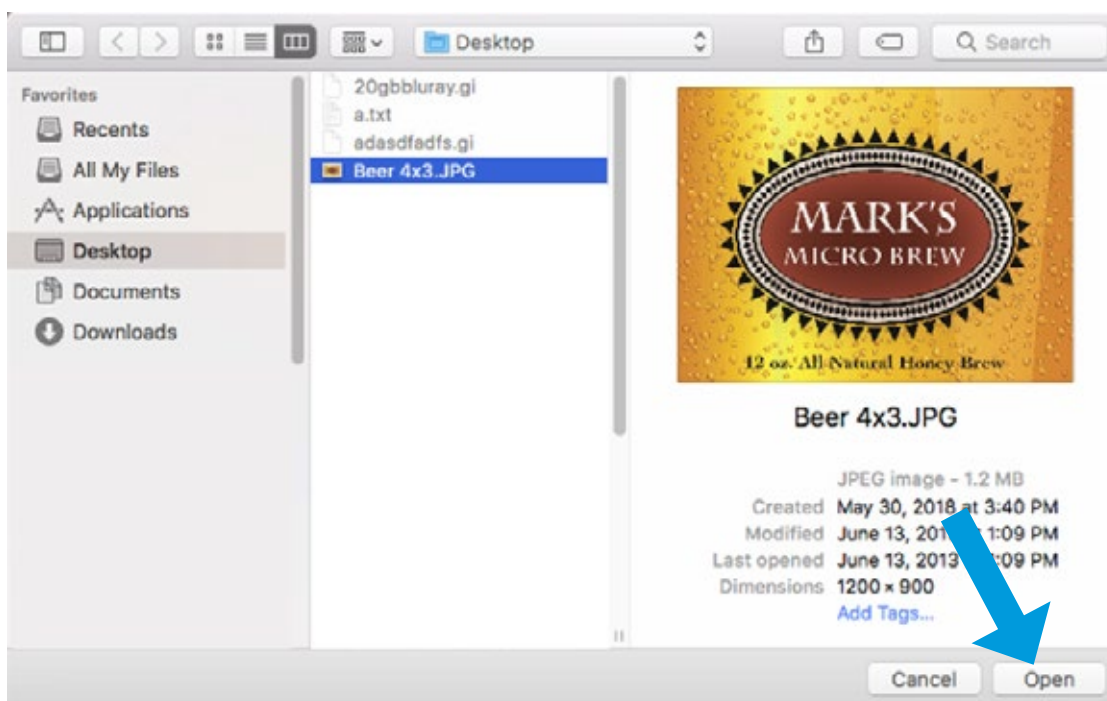 Desktop
Search
Favorites
Recents
All My Files
Applications
Desktop
Documents
Downloads
20gbbluray.gi
a.txt
adasdfadfs.gi
Beer 4x3.JPG
MARK'S
MICRO BREW
12 oz. All Natural Honey Brew
Beer 4x3.JPG
JPEG image - 1.2 MB
Created May 30, 2018 at 3:40 PM
Modified June 13, 201 1:09 PM
Last opened June 13, 2013 :09 PM
Dimensions 1200 × 900
Add Tags...
Cancel Open